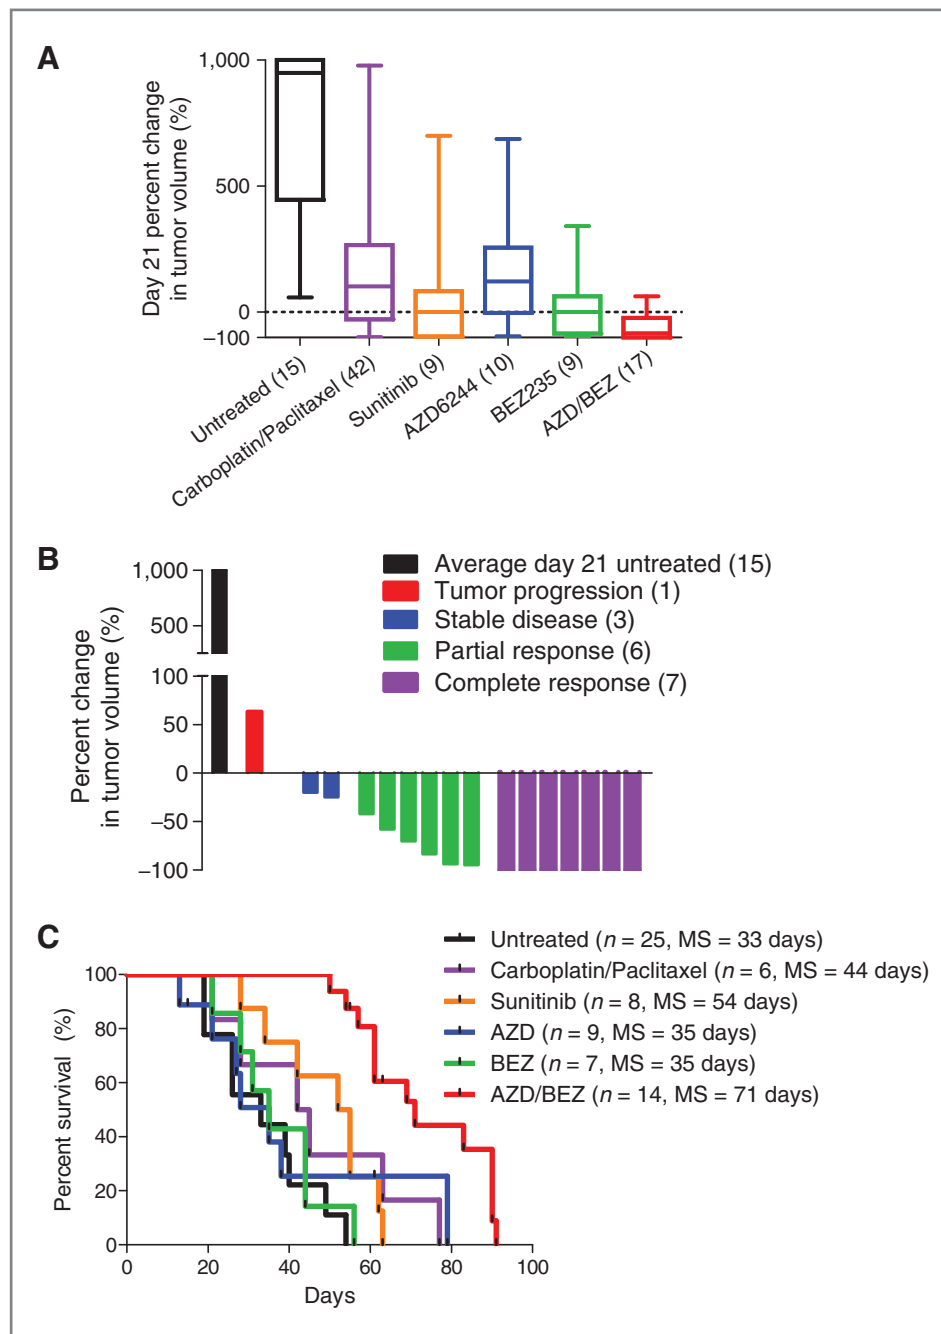 A
Day 21 percent change
in tumor volume (%)
1,000
500
0
−100
Untreated (15)
Carboplatin/Paclitaxel (42)
Sunitinib (9)
AZD6244 (10)
BEZ235 (9)
AZD/BEZ (17)
B
Percent change
in tumor volume (%)
1,000
500
100
50
0
−50
−100
Average day 21 untreated (15)
Tumor progression (1)
Stable disease (3)
Partial response (6)
Complete response (7)
C
Untreated (n = 25, MS = 33 days)
Carboplatin/Paclitaxel (n = 6, MS = 44 days)
Sunitinib (n = 8, MS = 54 days)
AZD (n = 9, MS = 35 days)
BEZ (n = 7, MS = 35 days)
AZD/BEZ (n = 14, MS = 71 days)
Percent survival (%)
100
80
60
40
20
0
0 20 40 60 80 100
Days